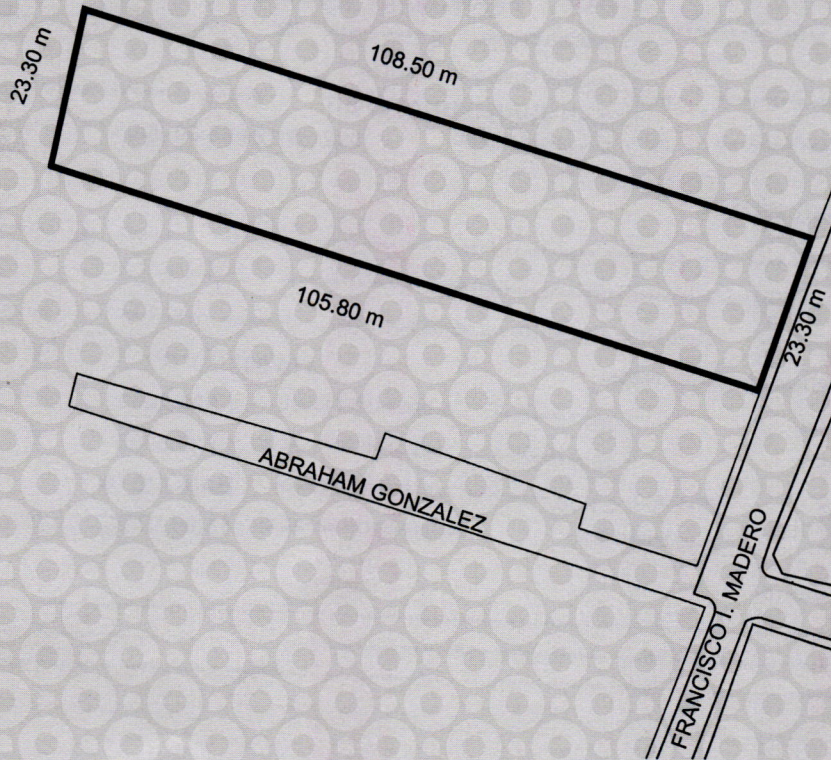 108.50 m
23.30 m
105.80 m
23.30 m
ABRAHAM GONZALEZ
FRANCISCO I. MADERO